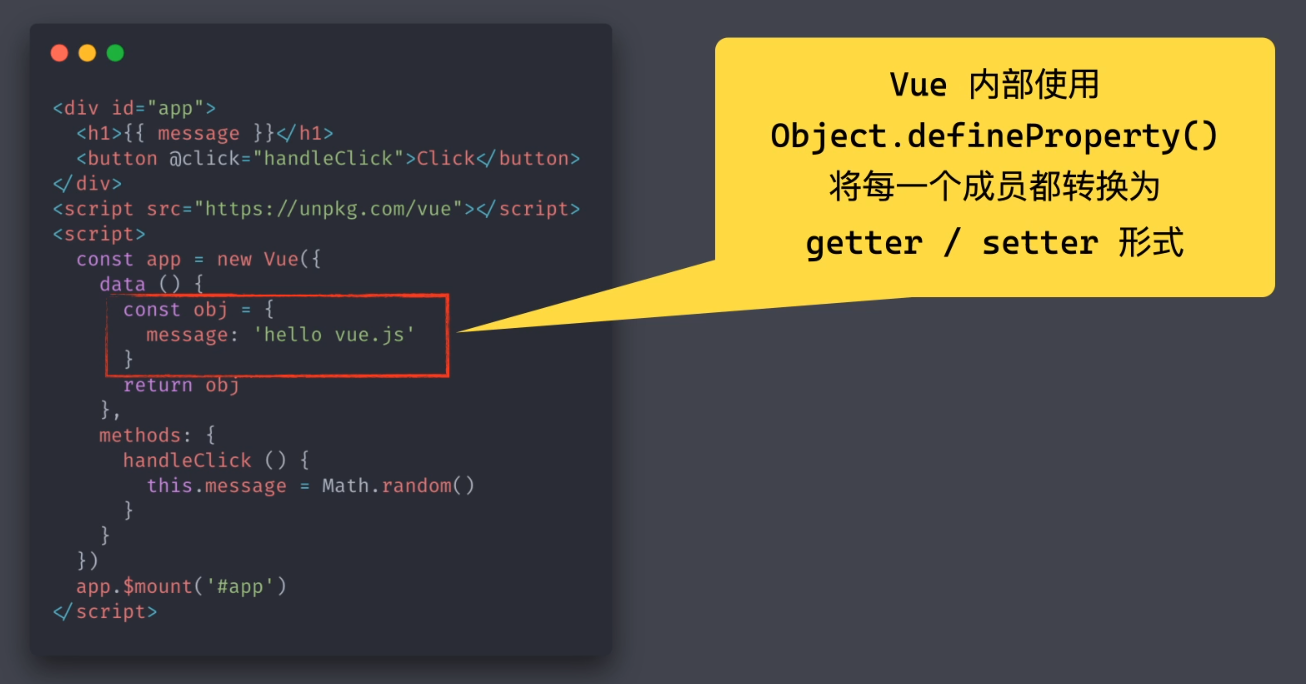 <div id="app">
  <h1>{{ message }}</h1>
  <button @click="handleClick">Click</button>
</div>
<script src="https://unpkg.com/vue"></script>
<script>
  const app = new Vue({
    data () {
      const obj = {
        message: 'hello vue.js'
      }
      return obj
    },
    methods: {
      handleClick () {
        this.message = Math.random()
      }
    }
  })
  app.$mount('#app')
</script>
Vue 内部使用
Object.defineProperty()
将每一个成员都转换为
getter / setter 形式